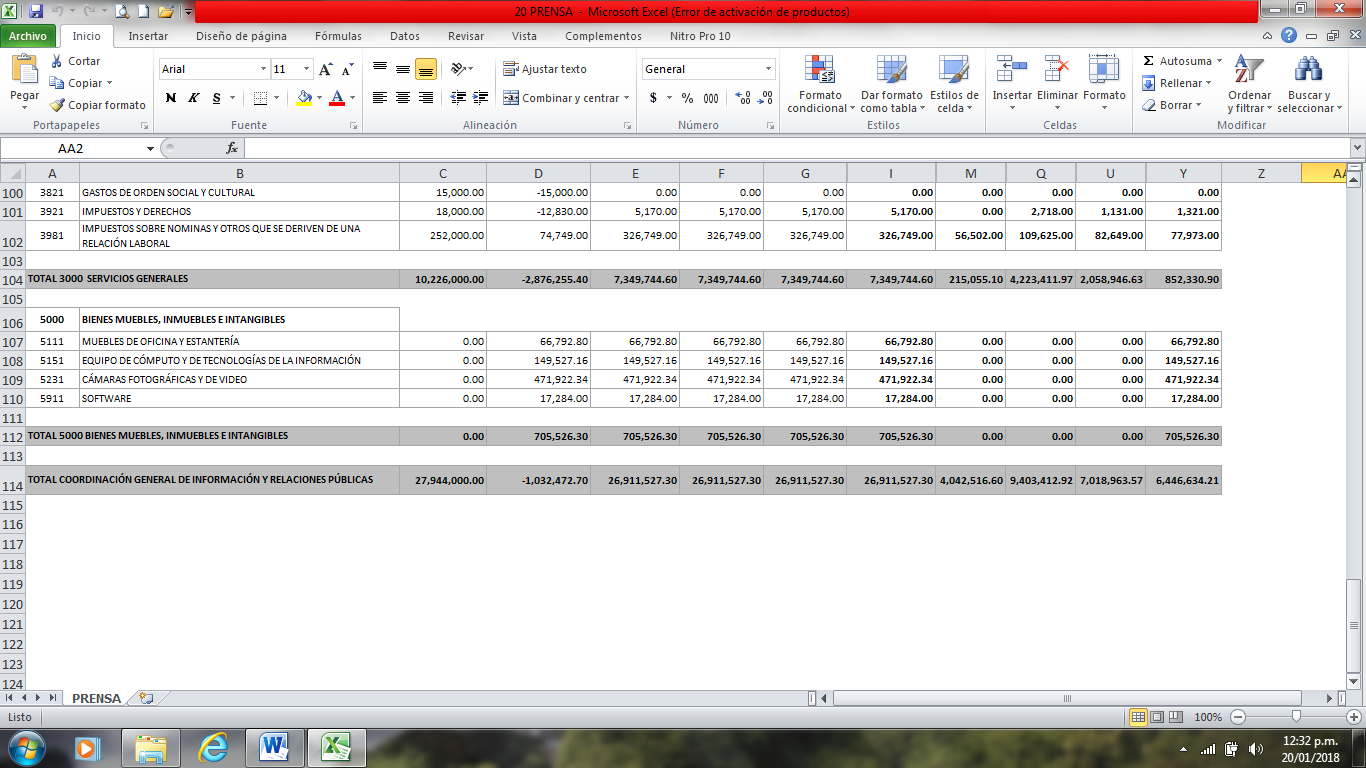 20 PRENSA - Microsoft Excel (Error de activación de productos)
Archivo Inicio Insertar Diseño de página Fórmulas Datos Revisar Vista Complementos Nitro Pro 10
Pegar
Cortar
Copiar
Copiar formato
Portapapeles
Arial 11
N K S
Fuente
Ajustar texto
Combinar y centrar
Alineación
General
$ % 000
Número
Formato condicional
Dar formato como tabla
Estilos de celda
Estilos
Insertar Eliminar Formato
Celdas
Autosuma
Rellenar
Borrar
Ordenar y filtrar
Buscar y seleccionar
Modificar
AA2 fx
A B C D E F G I M Q U Y Z AA
100 3821 GASTOS DE ORDEN SOCIAL Y CULTURAL 15,000.00 -15,000.00 0.00 0.00 0.00 0.00 0.00 0.00 0.00 0.00
101 3921 IMPUESTOS Y DERECHOS 18,000.00 -12,830.00 5,170.00 5,170.00 5,170.00 5,170.00 0.00 2,718.00 1,131.00 1,321.00
102 3981 IMPUESTOS SOBRE NOMINAS Y OTROS QUE SE DERIVEN DE UNA RELACIÓN LABORAL 252,000.00 74,749.00 326,749.00 326,749.00 326,749.00 326,749.00 56,502.00 109,625.00 82,649.00 77,973.00
103
104 TOTAL 3000 SERVICIOS GENERALES 10,226,000.00 -2,876,255.40 7,349,744.60 7,349,744.60 7,349,744.60 7,349,744.60 215,055.10 4,223,411.97 2,058,946.63 852,330.90
105
106 5000 BIENES MUEBLES, INMUEBLES E INTANGIBLES
107 5111 MUEBLES DE OFICINA Y ESTANTERÍA 0.00 66,792.80 66,792.80 66,792.80 66,792.80 66,792.80 0.00 0.00 0.00 66,792.80
108 5151 EQUIPO DE CÓMPUTO Y DE TECNOLOGÍAS DE LA INFORMACIÓN 0.00 149,527.16 149,527.16 149,527.16 149,527.16 149,527.16 0.00 0.00 0.00 149,527.16
109 5231 CÁMARAS FOTOGRÁFICAS Y DE VIDEO 0.00 471,922.34 471,922.34 471,922.34 471,922.34 471,922.34 0.00 0.00 0.00 471,922.34
110 5911 SOFTWARE 0.00 17,284.00 17,284.00 17,284.00 17,284.00 17,284.00 0.00 0.00 0.00 17,284.00
111
112 TOTAL 5000 BIENES MUEBLES, INMUEBLES E INTANGIBLES 0.00 705,526.30 705,526.30 705,526.30 705,526.30 705,526.30 0.00 0.00 0.00 705,526.30
113
114 TOTAL COORDINACIÓN GENERAL DE INFORMACIÓN Y RELACIONES PÚBLICAS 27,944,000.00 -1,032,472.70 26,911,527.30 26,911,527.30 26,911,527.30 26,911,527.30 4,042,516.60 9,403,412.92 7,018,963.57 6,446,634.21
115
116
117
118
119
120
121
122
123
124
PRENSA
Listo 100%
12:32 p.m.
20/01/2018